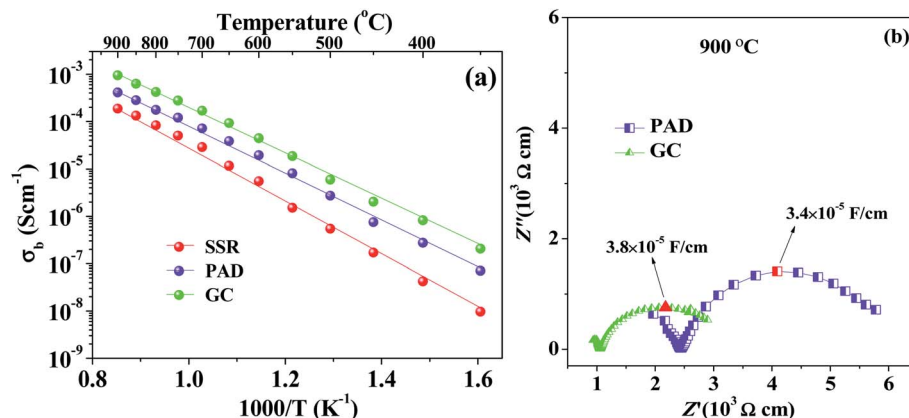 Temperature (°C)
900 800 700 600 500 400
(a)
10⁻³
10⁻⁴
10⁻⁵
10⁻⁶
10⁻⁷
10⁻⁸
10⁻⁹
σ_b (Scm⁻¹)
SSR
PAD
GC
0.8 1.0 1.2 1.4 1.6
1000/T (K⁻¹)
900 °C
(b)
PAD
GC
6
4
2
0
Z''(10³ Ω cm)
3.8×10⁻⁵ F/cm
3.4×10⁻⁵ F/cm
1 2 3 4 5 6
Z'(10³ Ω cm)